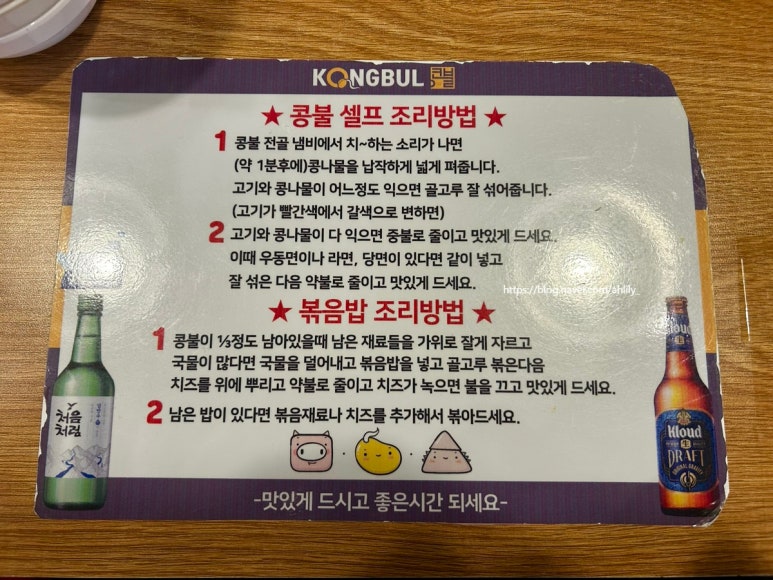 KONGBUL 콩불
★ 콩불 셀프 조리방법 ★
1 콩불 전골 냄비에서 치~하는 소리가 나면
(약 1분후에)콩나물을 납작하게 넓게 펴줍니다.
고기와 콩나물이 어느정도 익으면 골고루 잘 섞어줍니다.
(고기가 빨간색에서 갈색으로 변하면)
2 고기와 콩나물이 다 익으면 중불로 줄이고 맛있게 드세요.
이때 우동면이나 라면, 당면이 있다면 같이 넣고
잘 섞은 다음 약불로 줄이고 맛있게 드세요.
https://blog.naver.com/ahlily
★ 볶음밥 조리방법 ★
1 콩불이 ⅓정도 남아있을때 남은 재료들을 가위로 잘게 자르고
국물이 많다면 국물을 덜어내고 볶음밥을 넣고 골고루 볶은다음
치즈를 위에 뿌리고 약불로 줄이고 치즈가 녹으면 불을 끄고 맛있게 드세요.
2 남은 밥이 있다면 볶음재료나 치즈를 추가해서 볶아드세요.
처음
처럼
Kloud
Kloud
生
DRAFT
ORIGINAL GRAVITY
-맛있게 드시고 좋은시간 되세요-